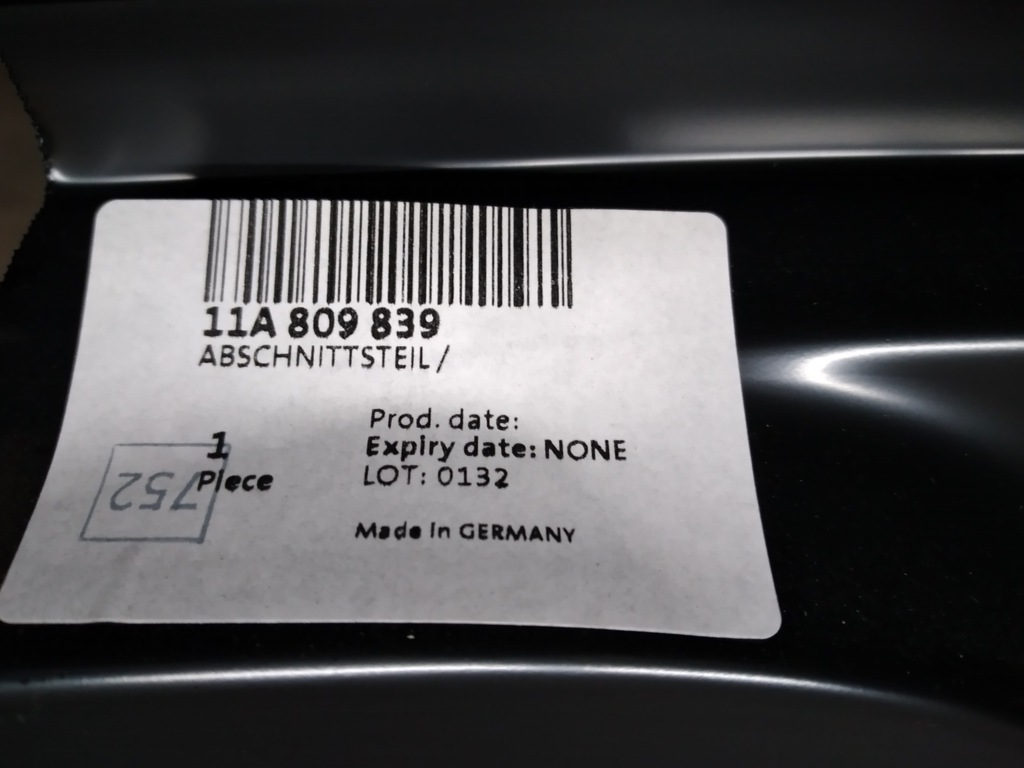 11A 809 839
ABSCHNITTSTEIL /
Prod. date:
1
Expiry date: NONE
Piece
LOT: 0132
752
Made in GERMANY